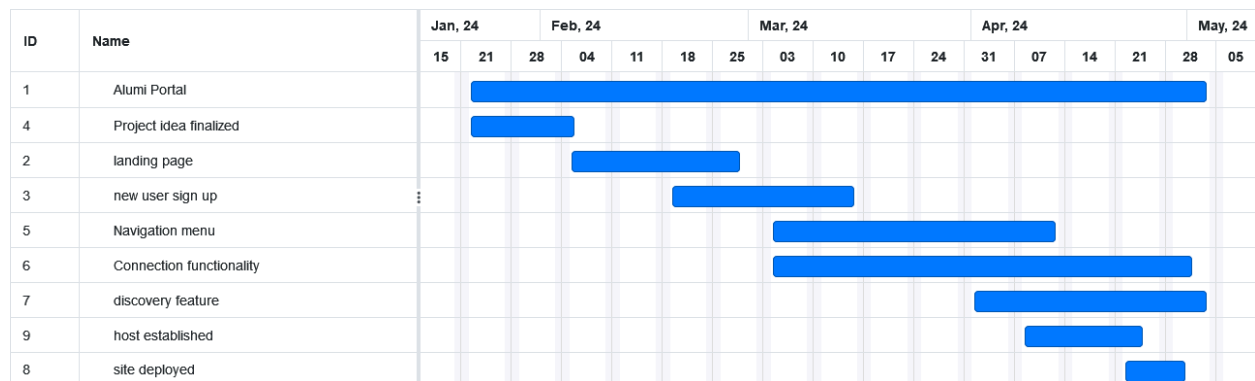 ID Name Jan, 24 Feb, 24 Mar, 24 Apr, 24 May, 24
15 21 28 04 11 18 25 03 10 17 24 31 07 14 21 28 05
1 Alumi Portal
4 Project idea finalized
2 landing page
3 new user sign up
5 Navigation menu
6 Connection functionality
7 discovery feature
9 host established
8 site deployed